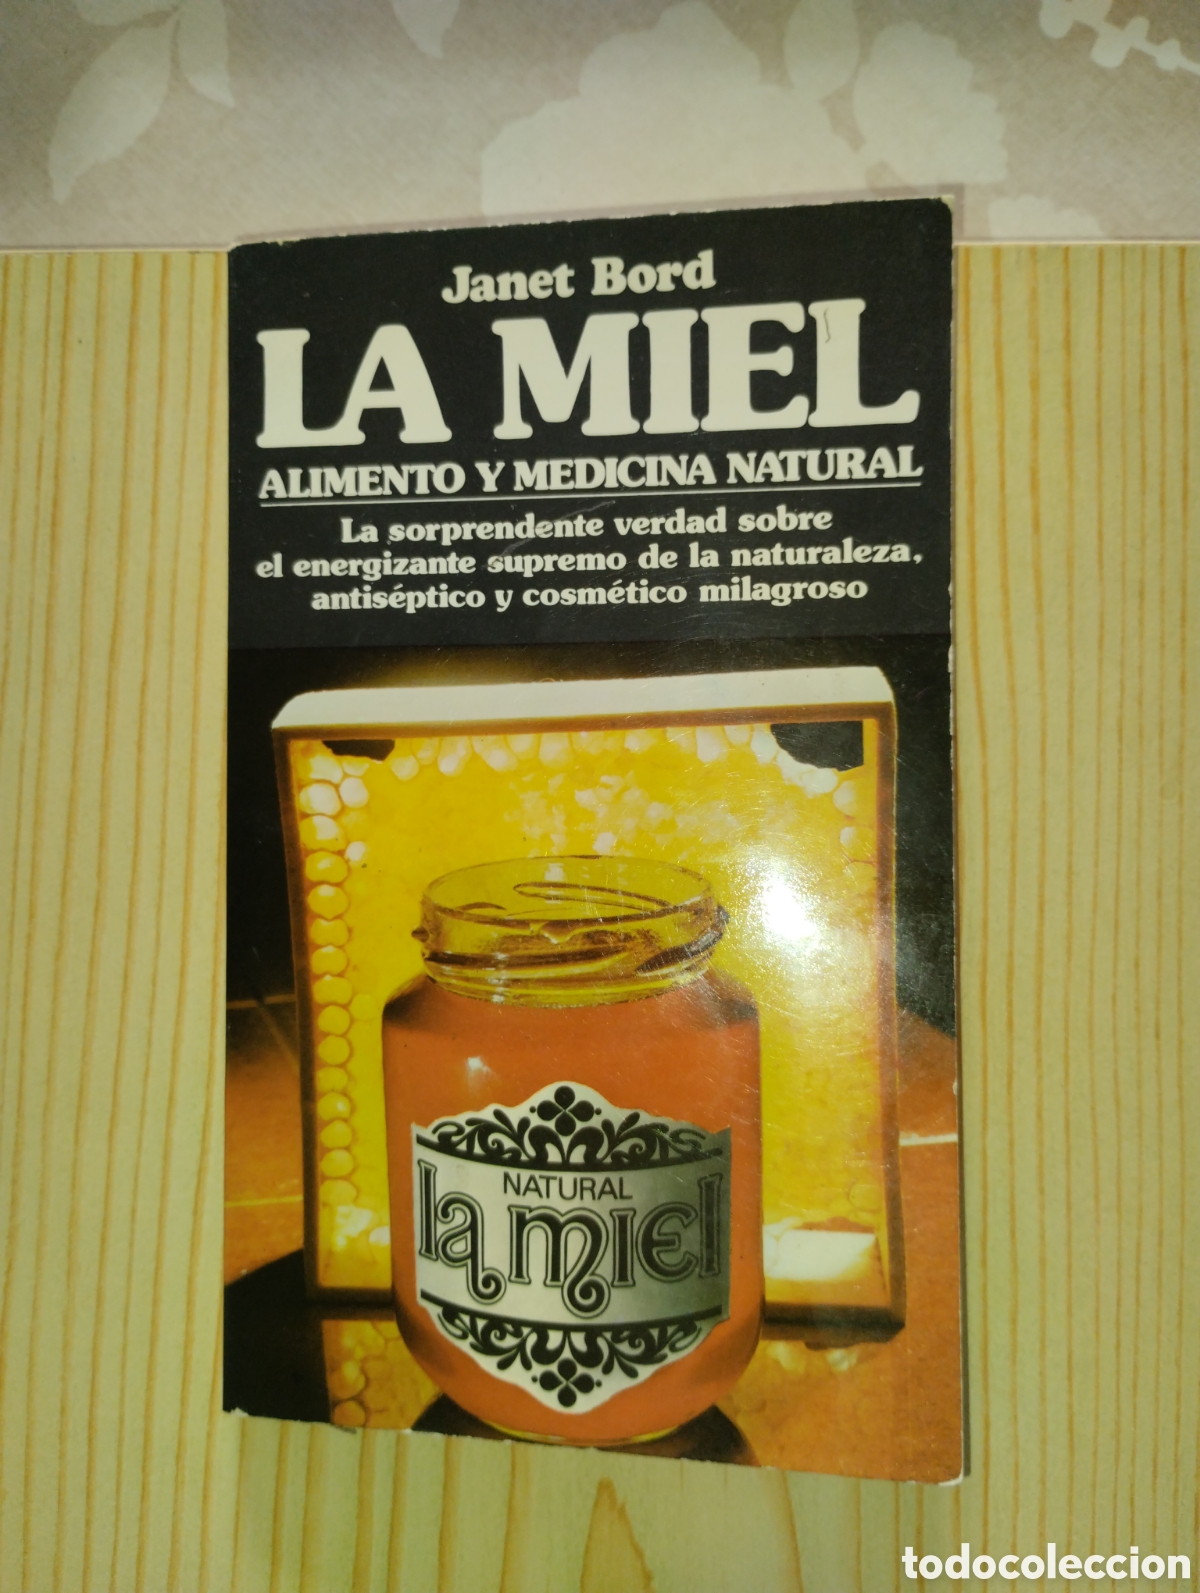 Janet Bord
LA MIEL
ALIMENTO Y MEDICINA NATURAL
La sorprendente verdad sobre
el energizante supremo de la naturaleza,
antiséptico y cosmético milagroso
NATURAL
la miel
todocoleccion